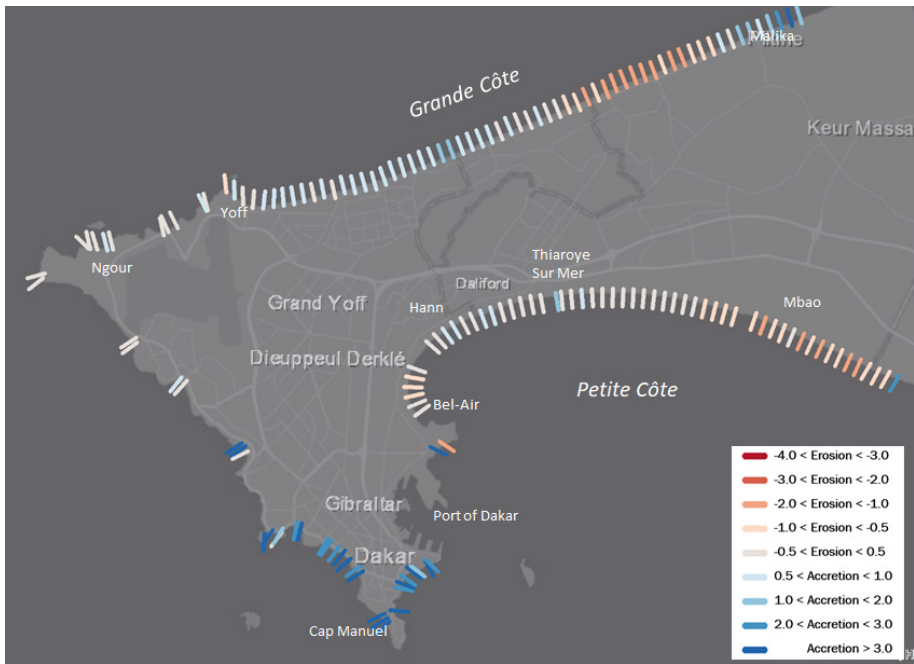 Malika
Grande Côte
Keur Massa
Yoff
Thiaroye
Sur Mer
Ngour
Daliford
Mbao
Grand Yoff
Hann
Dieuppeul Derklé
Petite Côte
Bel-Air
-4.0 < Erosion < -3.0
-3.0 < Erosion < -2.0
Gibraltar
-2.0 < Erosion < -1.0
Port of Dakar
-1.0 < Erosion < -0.5
Dakar
-0.5 < Erosion < 0.5
0.5 < Accretion < 1.0
1.0 < Accretion < 2.0
2.0 < Accretion < 3.0
Cap Manuel
Accretion > 3.0